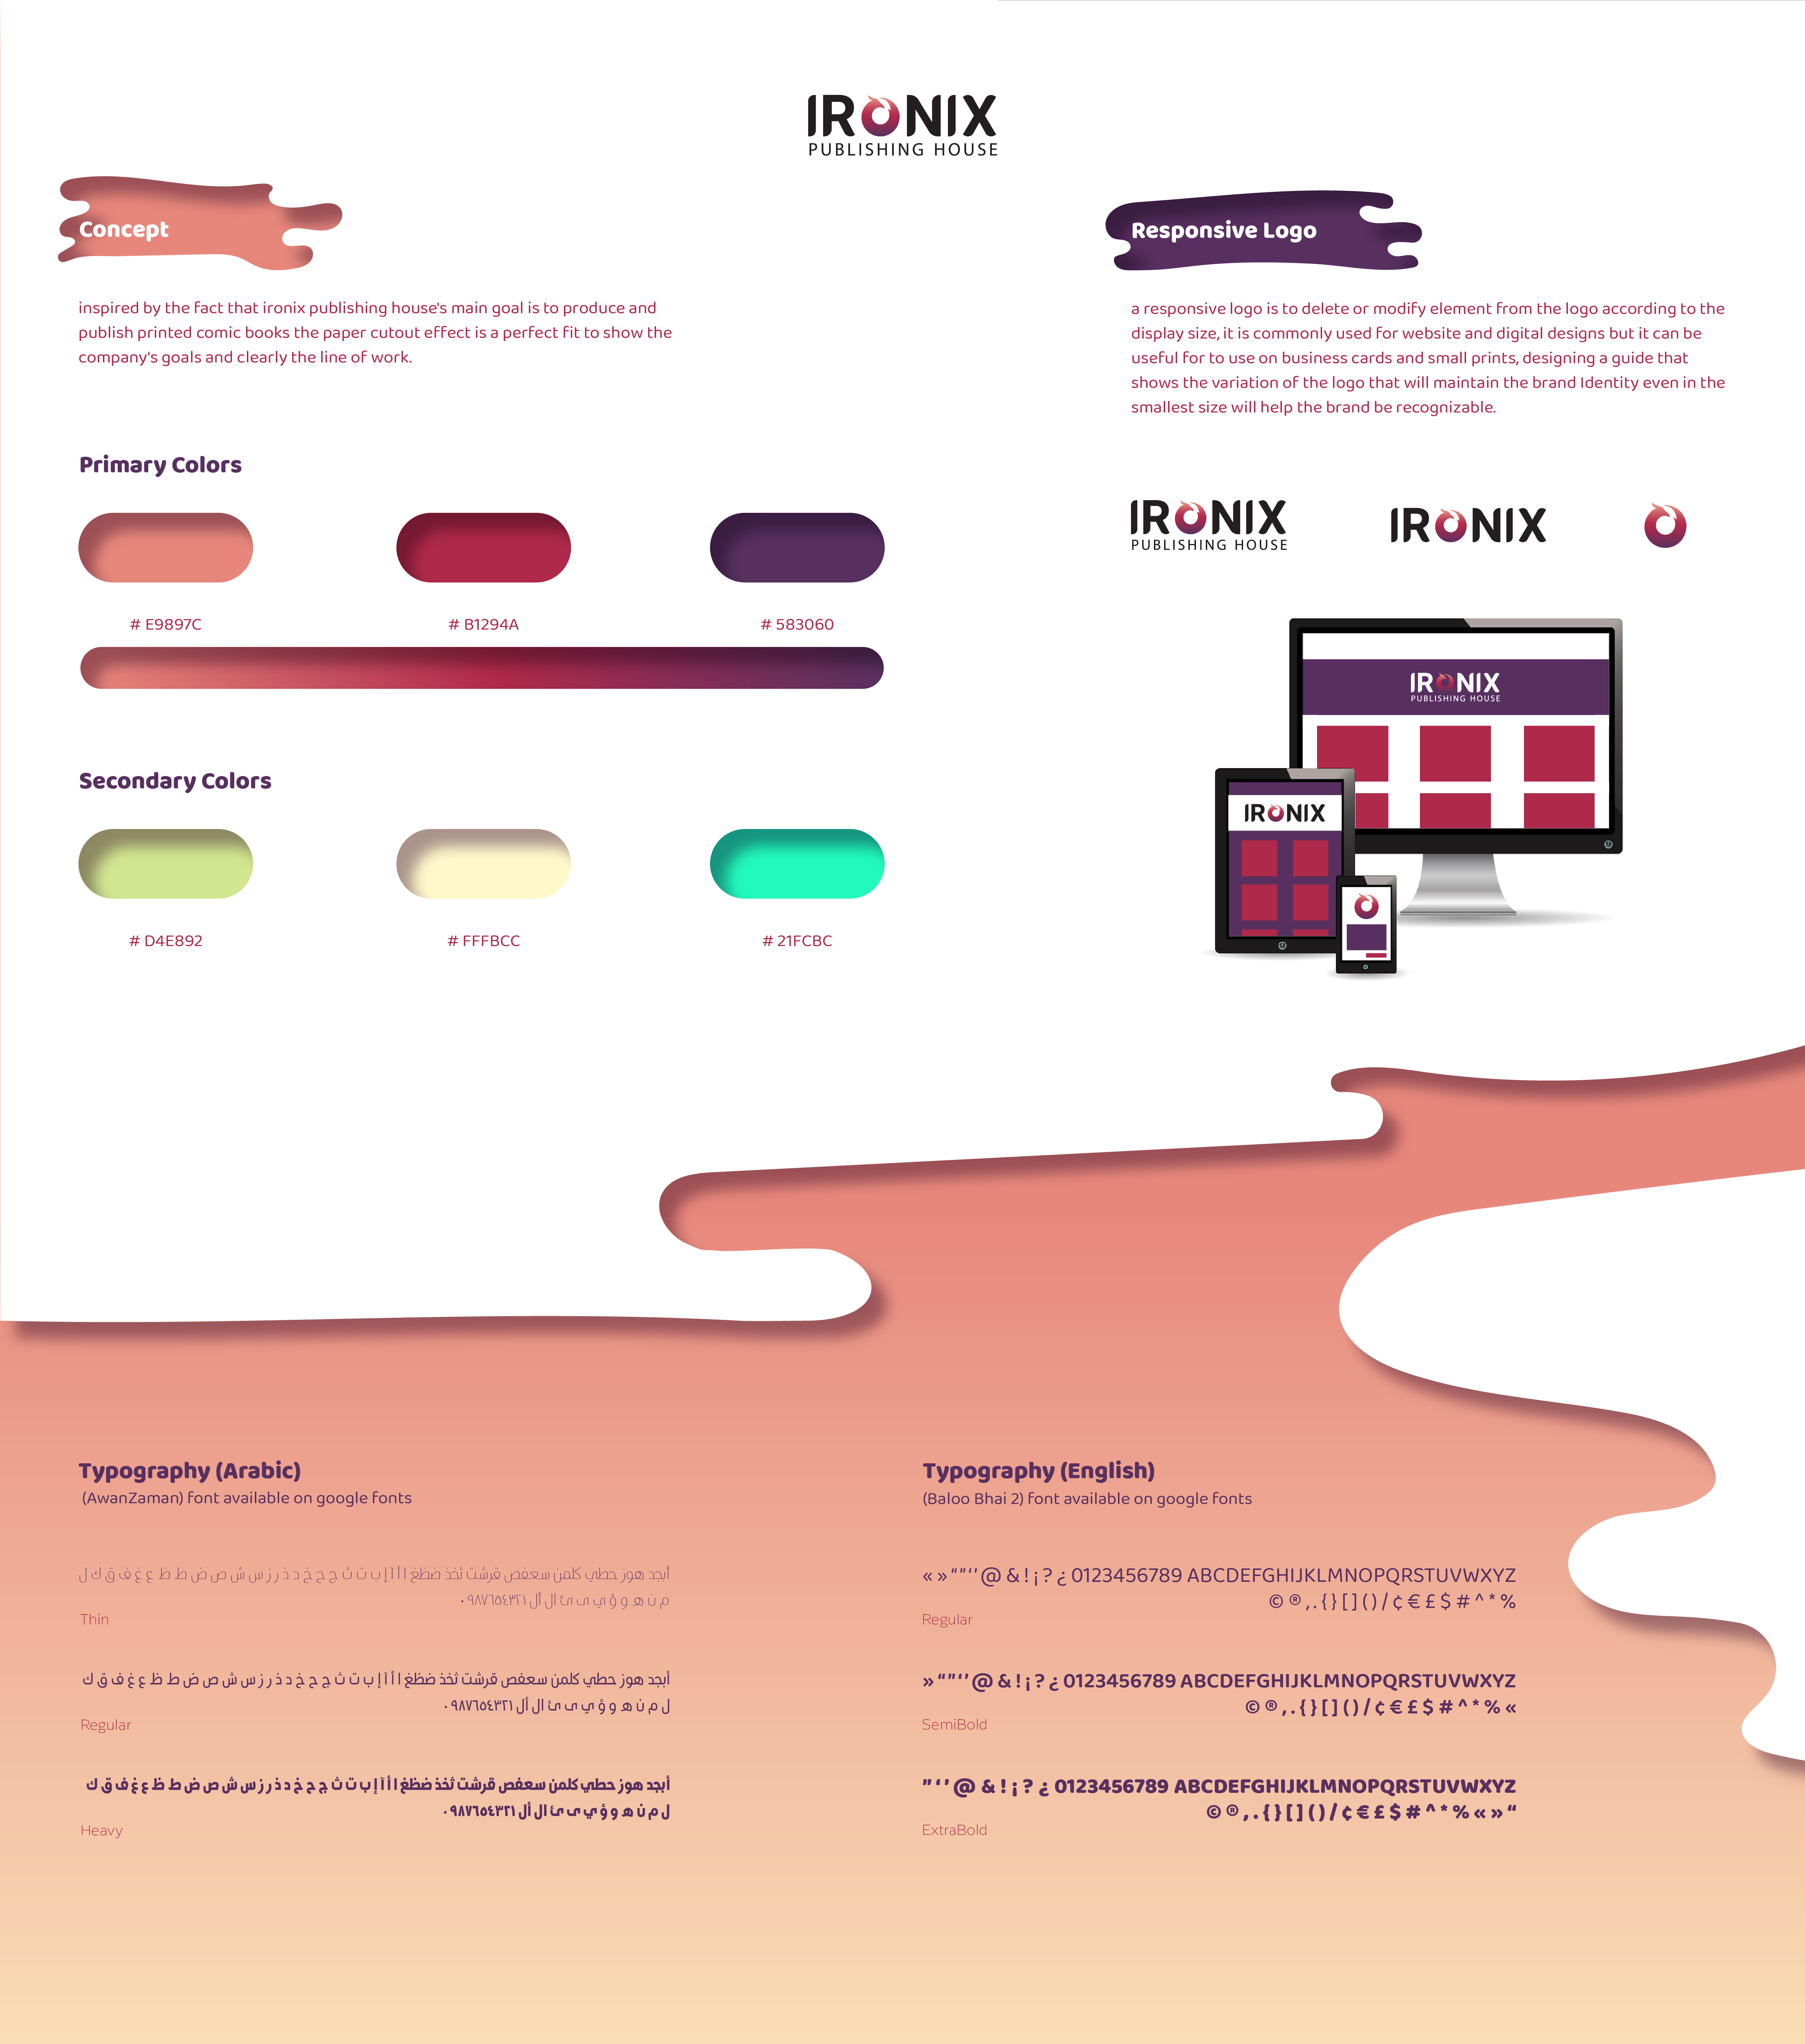 IRONIX
PUBLISHING HOUSE
Concept
inspired by the fact that ironix publishing house's main goal is to produce and
publish printed comic books the paper cutout effect is a perfect fit to show the
company's goals and clearly the line of work.
Primary Colors
# E9897C
# B1294A
# 583060
Secondary Colors
# D4E892
# FFFBCC
# 21FCBC
Responsive Logo
a responsive logo is to delete or modify element from the logo according to the
display size, it is commonly used for website and digital designs but it can be
useful for to use on business cards and small prints, designing a guide that
shows the variation of the logo that will maintain the brand Identity even in the
smallest size will help the brand be recognizable.
IRONIX
PUBLISHING HOUSE
IRONIX
IRONIX
PUBLISHING HOUSE
IRONIX
Typography (Arabic)
(AwanZaman) font available on google fonts
أبجد هوز حطي كلمن سعفص قرشت ثخذ ضظغ ا أ آ إ ب ت ث ج ح خ د ذ ر ز س ش ص ض ط ظ ع غ ف ق ك ل
م ن ه و ؤ ي ى ئ ال أل ٠٩٨٧٦٥٤٣٢١
Thin
أبجد هوز حطي كلمن سعفص قرشت ثخذ ضظغ ا أ آ إ ب ت ث ج ح خ د ذ ر ز س ش ص ض ط ظ ع غ ف ق ك
ل م ن ه و ؤ ي ى ئ ال أل ٠٩٨٧٦٥٤٣٢١
Regular
أبجد هوز حطي كلمن سعفص قرشت ثخذ ضظغ ا أ آ إ ب ت ث ج ح خ د ذ ر ز س ش ص ض ط ظ ع غ ف ق ك
ل م ن ه و ؤ ي ى ئ ال أل ٠٩٨٧٦٥٤٣٢١
Heavy
Typography (English)
(Baloo Bhai 2) font available on google fonts
« » “ ” ‘ ’ @ & ! ¡ ? ¿ 0123456789 ABCDEFGHIJKLMNOPQRSTUVWXYZ
© ® , . { } [ ] ( ) / ¢ € £ $ # ^ * %
Regular
» “ ” ‘ ’ @ & ! ¡ ? ¿ 0123456789 ABCDEFGHIJKLMNOPQRSTUVWXYZ
© ® , . { } [ ] ( ) / ¢ € £ $ # ^ * % «
SemiBold
” ‘ ’ @ & ! ¡ ? ¿ 0123456789 ABCDEFGHIJKLMNOPQRSTUVWXYZ
© ® , . { } [ ] ( ) / ¢ € £ $ # ^ * % « » “
ExtraBold